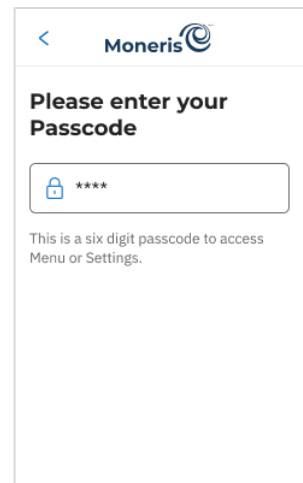 Moneris
Please enter your
Passcode
****
This is a six digit passcode to access
Menu or Settings.